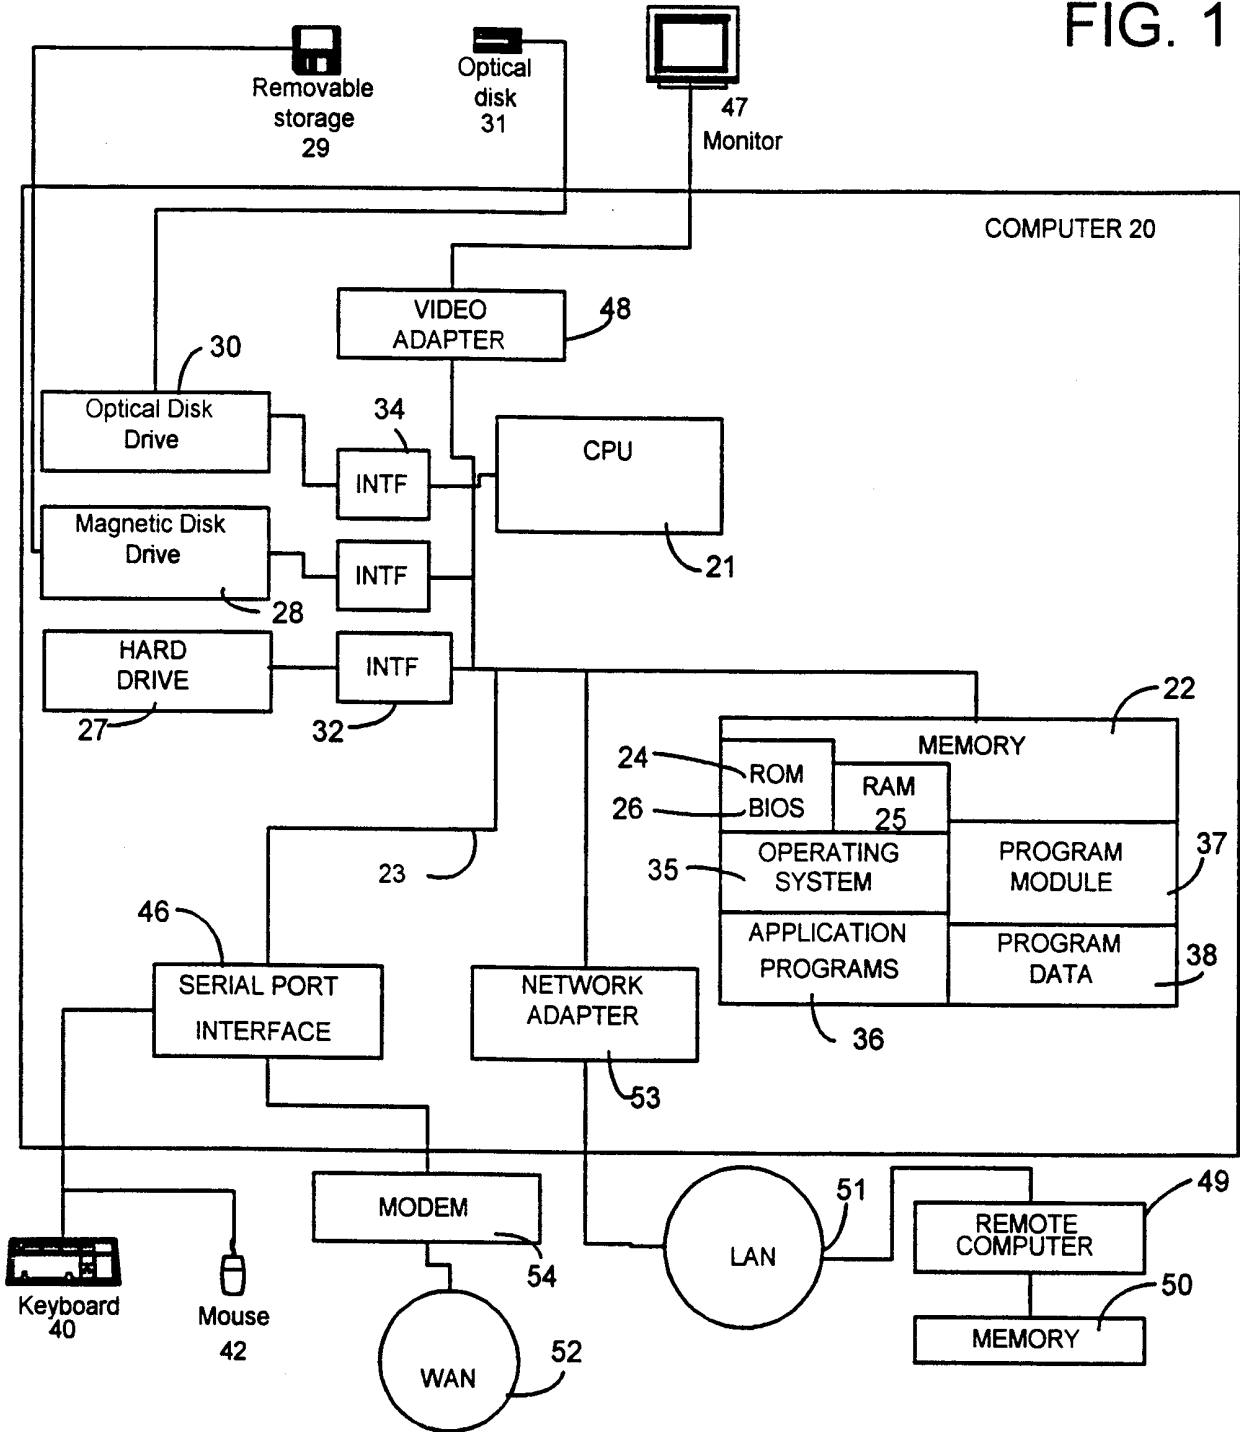 FIG. 1
Removable
storage
29
Optical
disk
31
47
Monitor
COMPUTER 20
VIDEO
ADAPTER
48
30
Optical Disk
Drive
34
INTF
CPU
21
Magnetic Disk
Drive
28
INTF
HARD
DRIVE
27
INTF
32
22
MEMORY
24
ROM
26
BIOS
RAM
25
35
OPERATING
SYSTEM
PROGRAM
MODULE
37
APPLICATION
PROGRAMS
36
PROGRAM
DATA
38
23
46
SERIAL PORT
INTERFACE
NETWORK
ADAPTER
53
MODEM
54
LAN
51
REMOTE
COMPUTER
49
50
MEMORY
Keyboard
40
Mouse
42
WAN
52